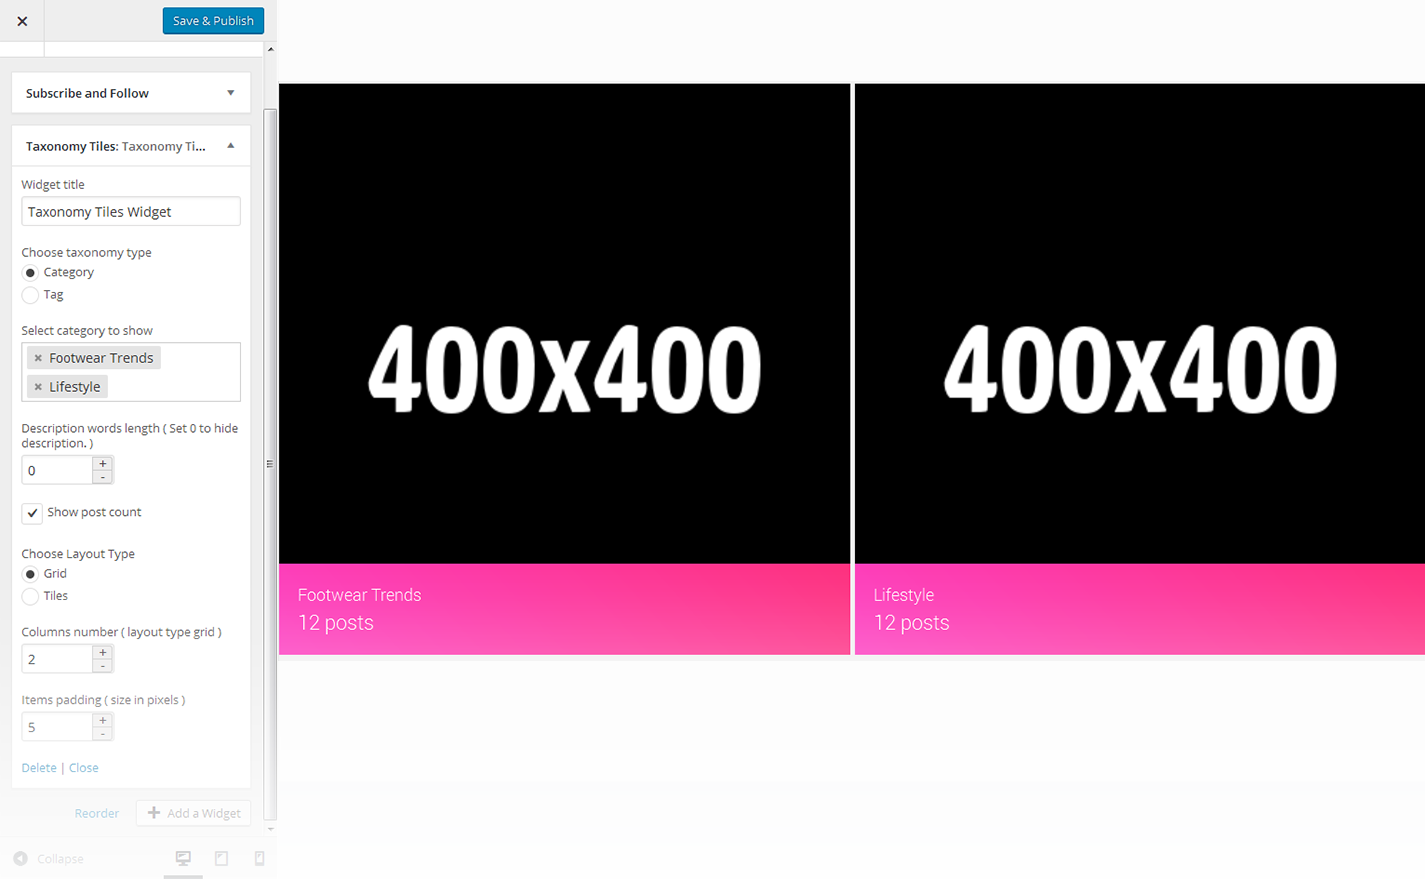 Save & Publish
Subscribe and Follow
Taxonomy Tiles: Taxonomy Ti...
Widget title
Taxonomy Tiles Widget
Choose taxonomy type
Category
Tag
Select category to show
× Footwear Trends
× Lifestyle
Description words length ( Set 0 to hide
description. )
0
+
-
Show post count
Choose Layout Type
Grid
Tiles
Columns number ( layout type grid )
2
+
-
Items padding ( size in pixels )
5
+
-
Delete | Close
Reorder
+ Add a Widget
Collapse
400x400
Footwear Trends
12 posts
400x400
Lifestyle
12 posts